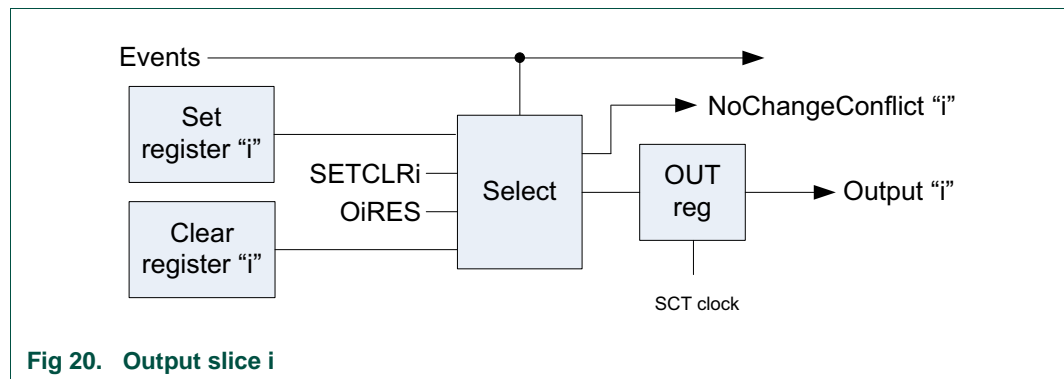 Events
Set
register “i”
SETCLRi
OiRES
Clear
register “i”
Select
NoChangeConflict “i”
OUT
reg
Output “i”
SCT clock
Fig 20. Output slice i